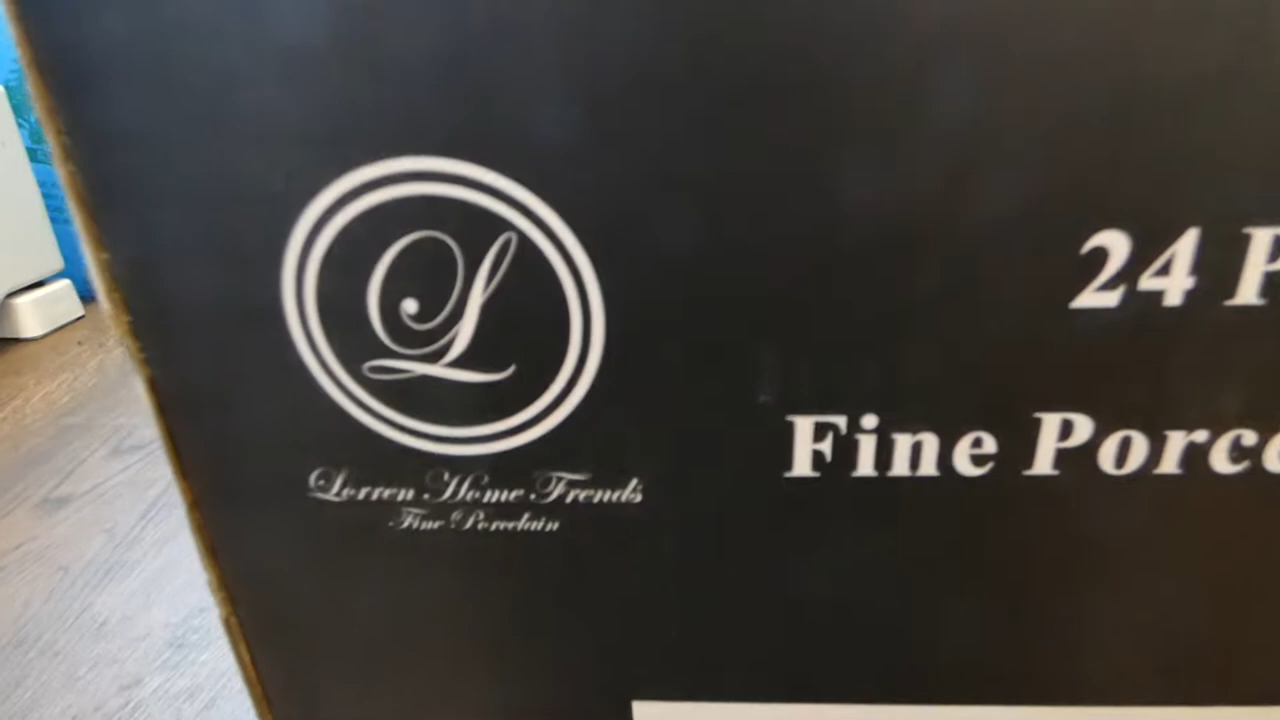 L
Lorren Home Trends
Fine Porcelain
24 P
Fine Porce